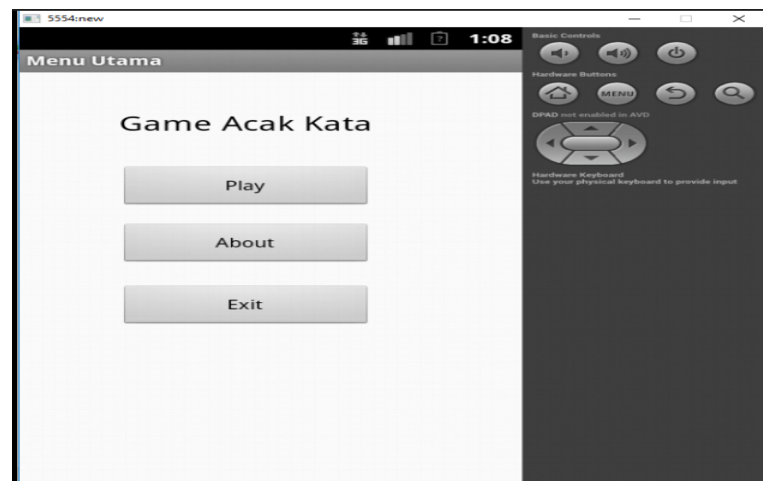 5554:new
3G
1:08
Menu Utama
Game Acak Kata
Play
About
Exit
Basic Controls
Hardware Buttons
MENU
DPAD not enabled in AVD
Hardware Keyboard
Use your physical keyboard to provide input